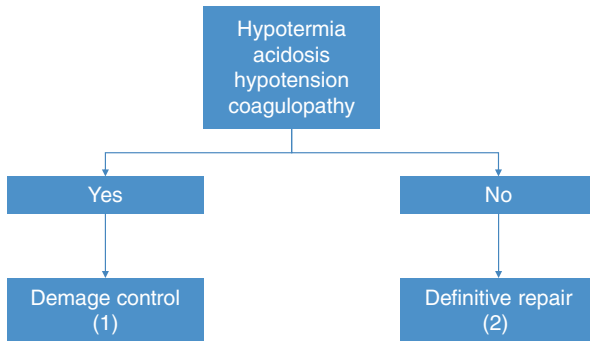 Hypotermia
acidosis
hypotension
coagulopathy
Yes
No
Demage control
(1)
Definitive repair
(2)